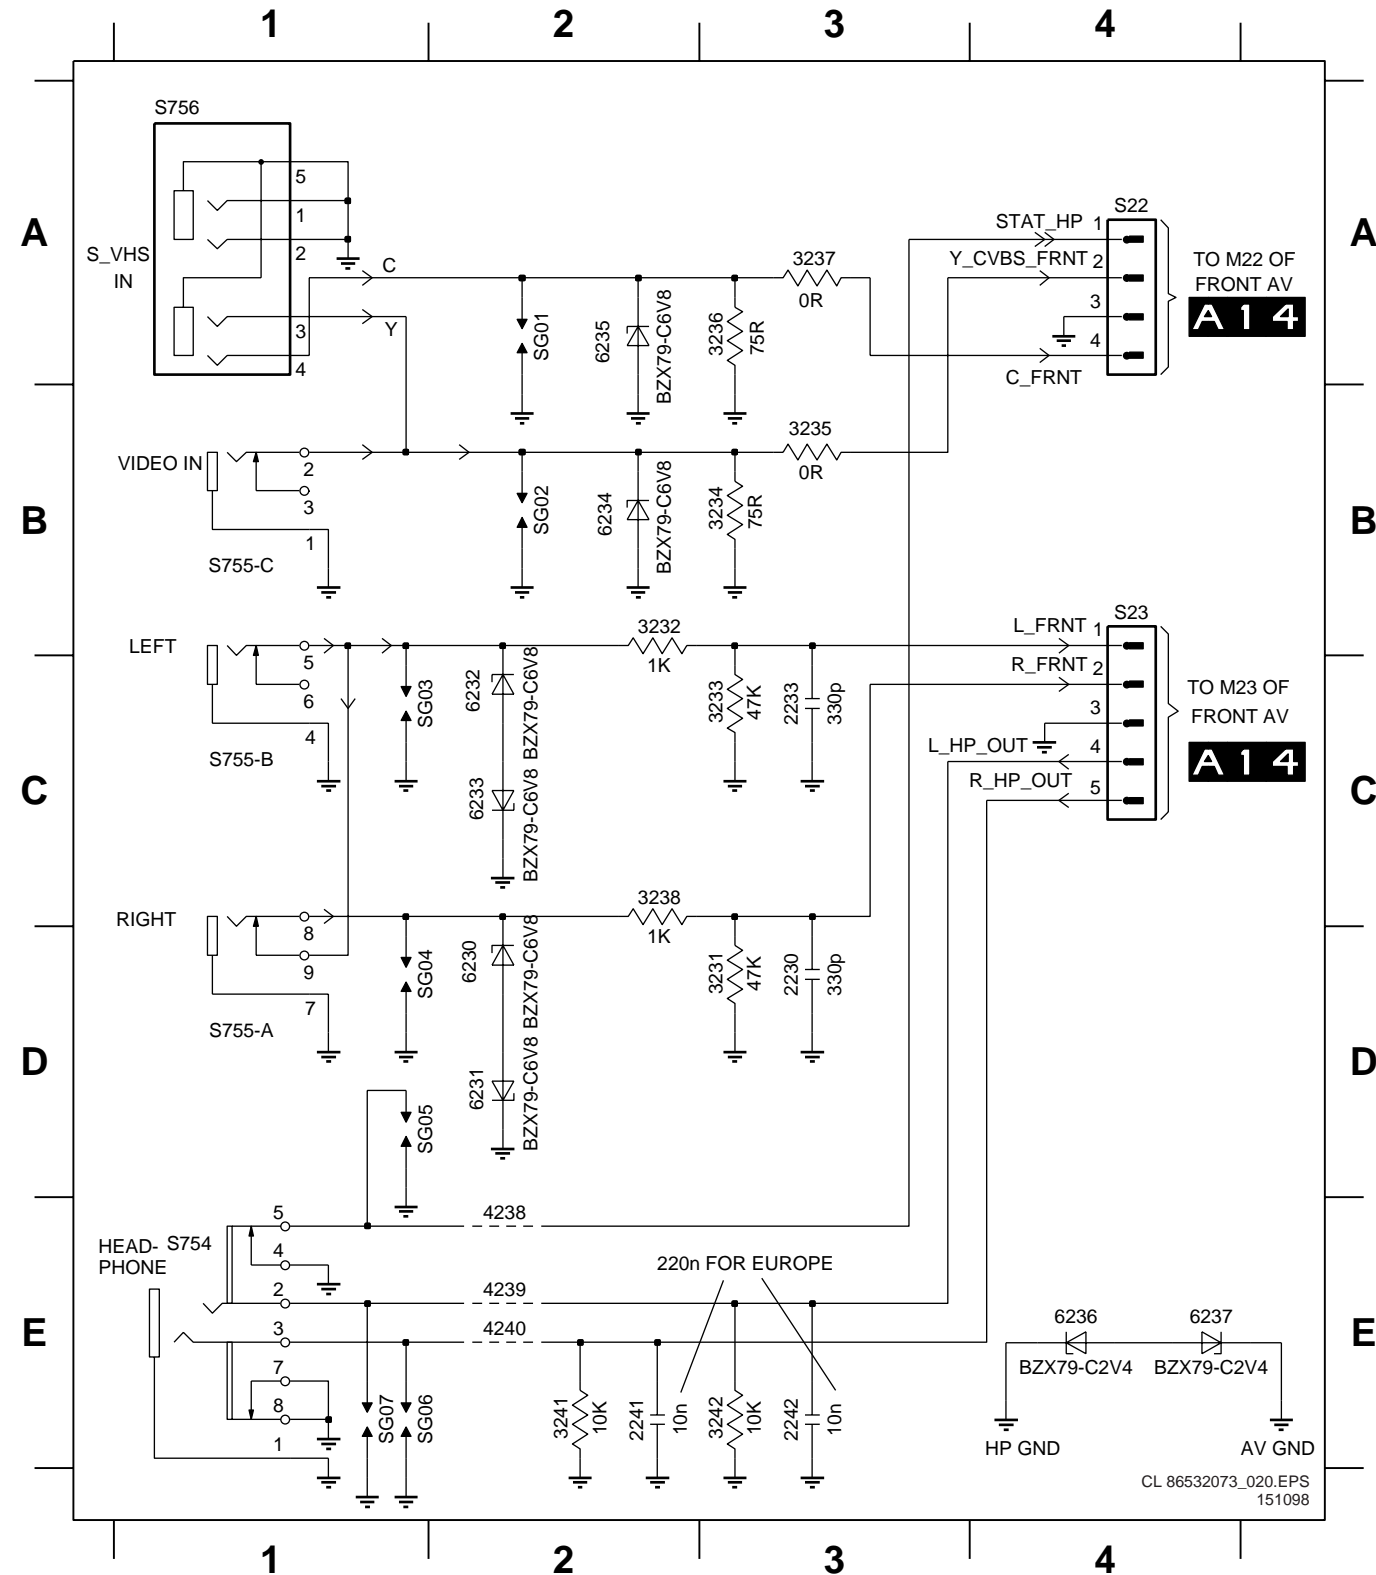 1 2 3 4
S756
A
A
S_VHS
IN
5
1
2
3
4
C
Y
SG01
6235
BZX79-C6V8
3236
75R
3237
0R
STAT_HP
Y_CVBS_FRNT
C_FRNT
S22
1
2
3
4
TO M22 OF
FRONT AV
A 1 4
B
B
VIDEO IN
2
3
1
S755-C
SG02
6234
BZX79-C6V8
3234
75R
3235
0R
LEFT
5
6
4
S755-B
SG03
6232
BZX79-C6V8
6233
BZX79-C6V8
3232
1K
3233
47K
2233
330p
L_FRNT
R_FRNT
L_HP_OUT
R_HP_OUT
S23
1
2
3
4
5
TO M23 OF
FRONT AV
A 1 4
C
C
RIGHT
8
9
7
S755-A
SG04
6230
BZX79-C6V8
6231
BZX79-C6V8
3238
1K
3231
47K
2230
330p
D
D
SG05
HEAD-
PHONE
S754
5
4
2
3
7
8
1
4238
4239
4240
220n FOR EUROPE
SG07
SG06
3241
10K
2241
10n
3242
10K
2242
10n
E
E
6236
BZX79-C2V4
6237
BZX79-C2V4
HP GND
AV GND
CL 86532073_020.EPS
151098
1 2 3 4